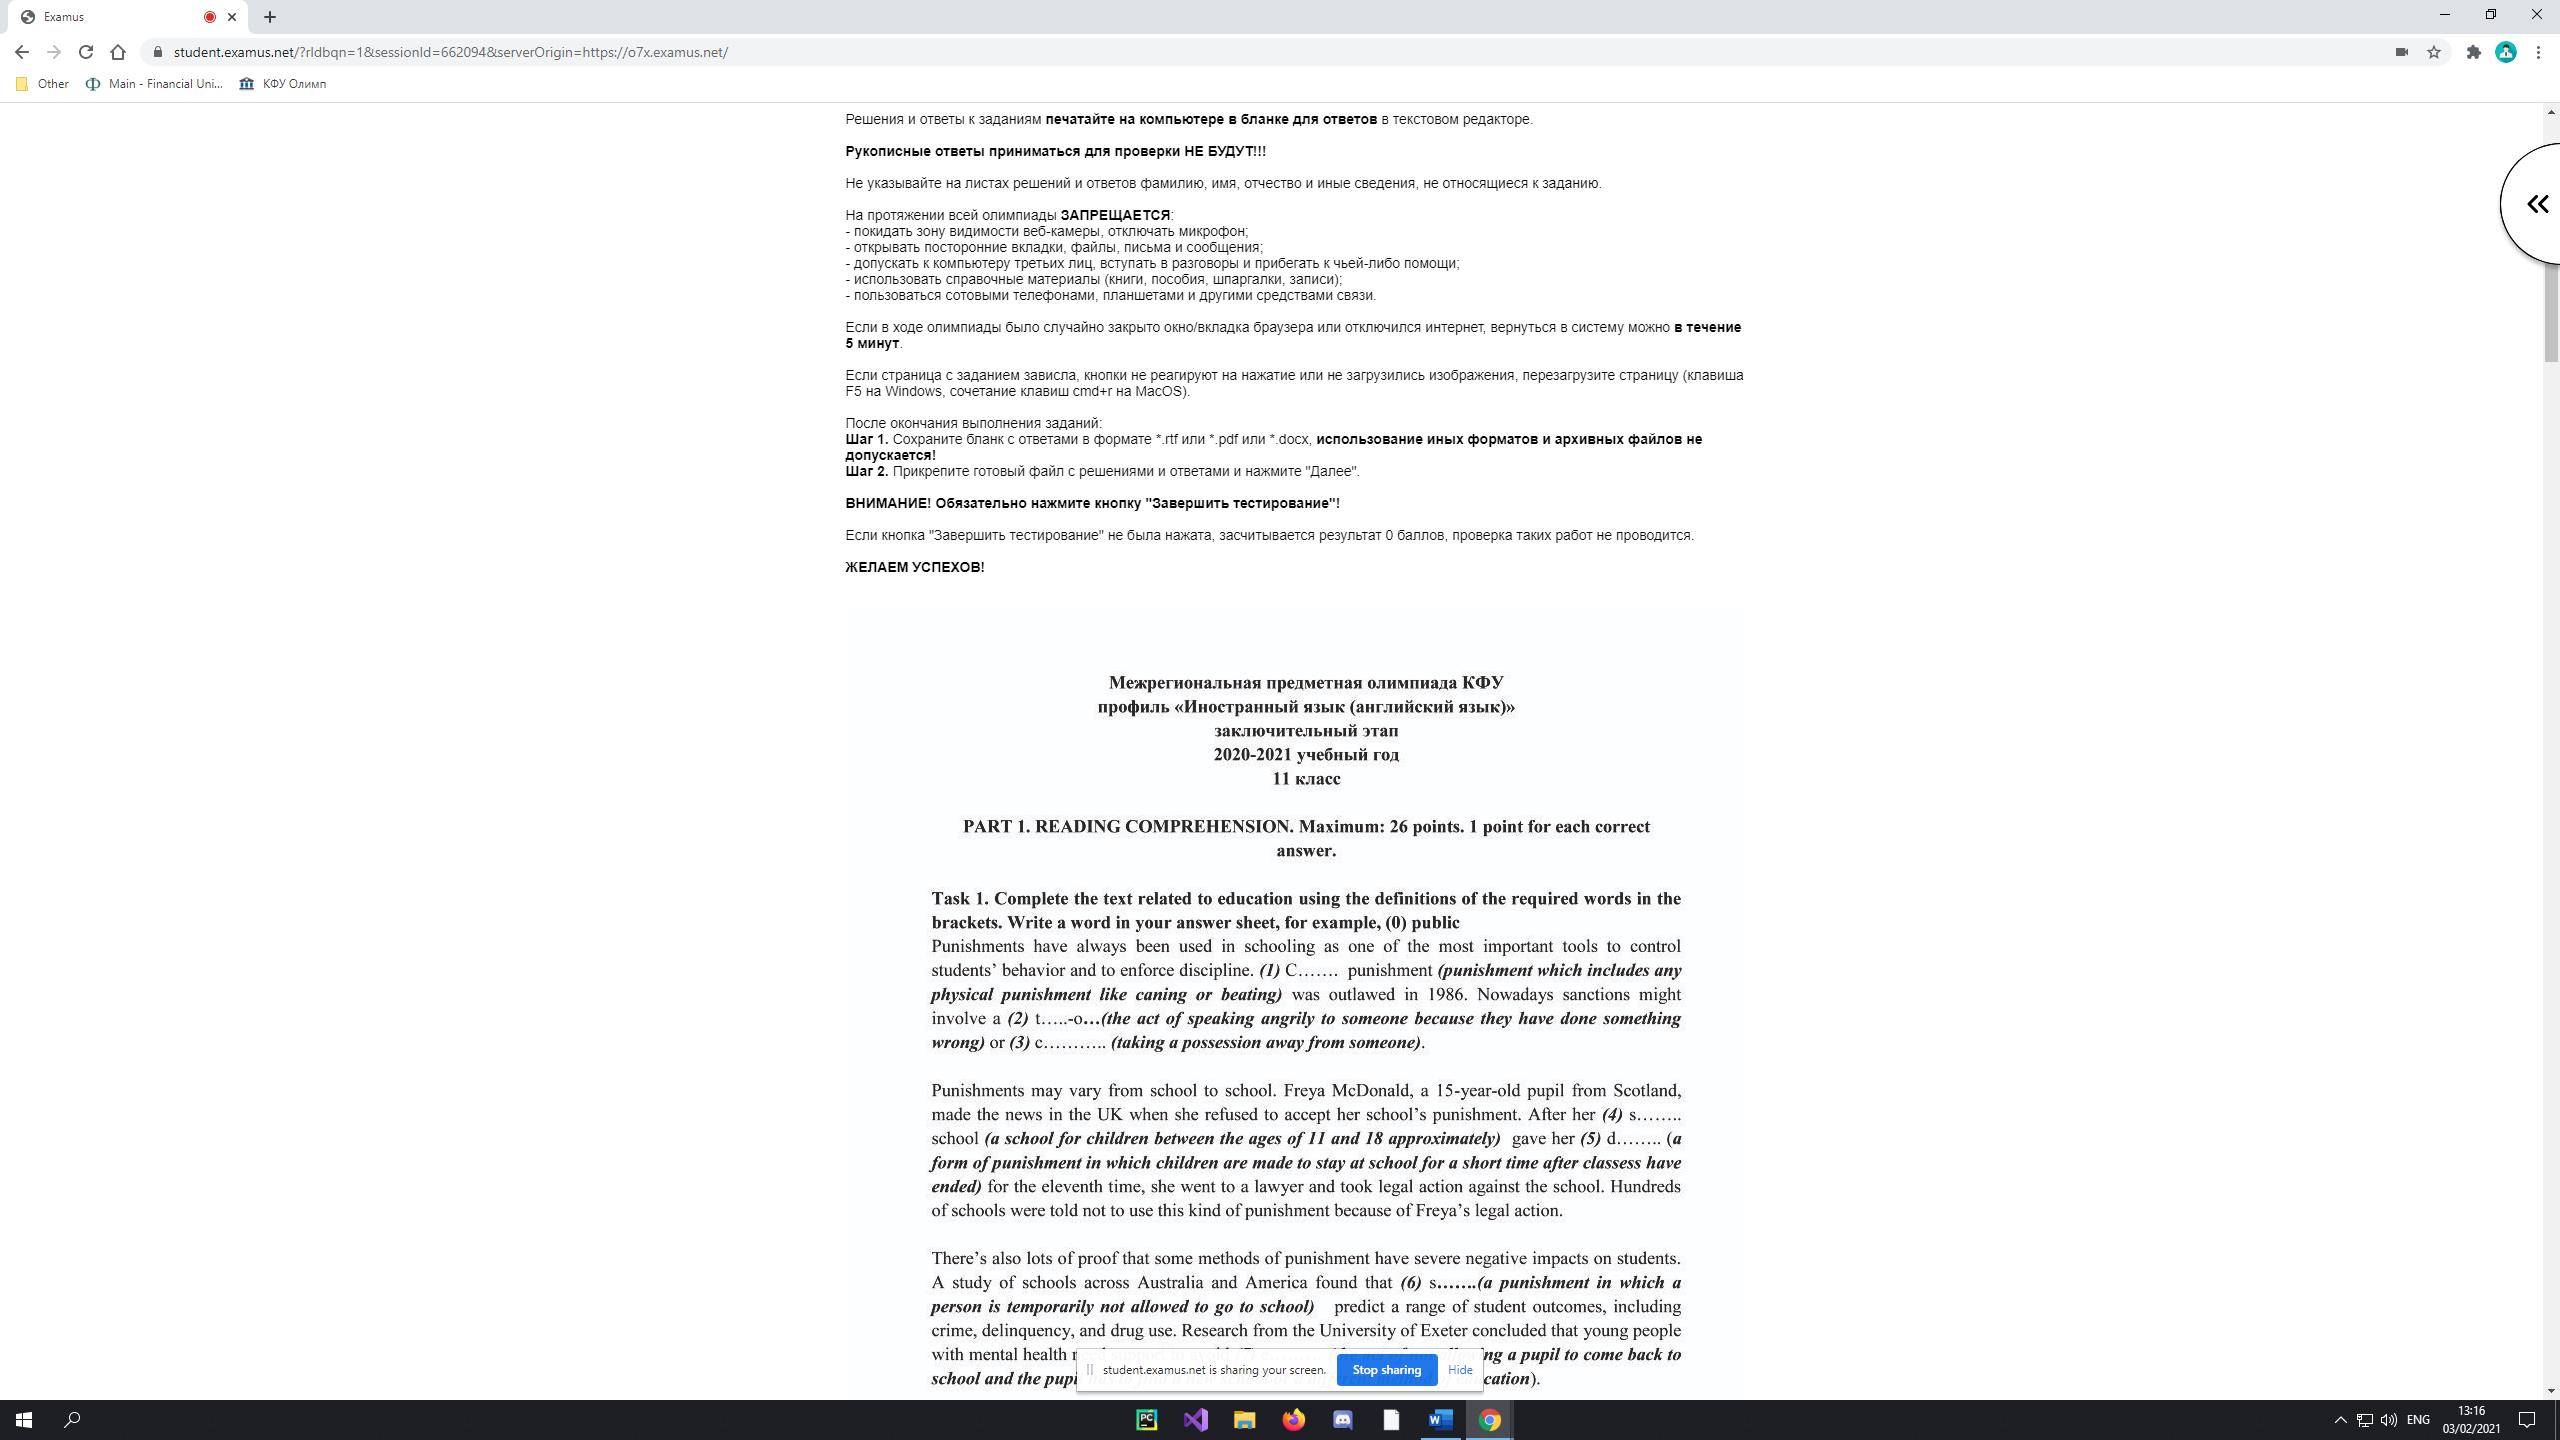 Examus
student.examus.net/?rldbqn=1&sessionId=662094&serverOrigin=https://o7x.examus.net/
Other Main - Financial Uni... КФУ Олимп
Решения и ответы к заданиям печатайте на компьютере в бланке для ответов в текстовом редакторе.
Рукописные ответы приниматься для проверки НЕ БУДУТ!!!
Не указывайте на листах решений и ответов фамилию, имя, отчество и иные сведения, не относящиеся к заданию.
На протяжении всей олимпиады ЗАПРЕЩАЕТСЯ:
- покидать зону видимости веб-камеры, отключать микрофон;
- открывать посторонние вкладки, файлы, письма и сообщения;
- допускать к компьютеру третьих лиц, вступать в разговоры и прибегать к чьей-либо помощи;
- использовать справочные материалы (книги, пособия, шпаргалки, записи);
- пользоваться сотовыми телефонами, планшетами и другими средствами связи.
Если в ходе олимпиады было случайно закрыто окно/вкладка браузера или отключился интернет, вернуться в систему можно в течение
5 минут.
Если страница с заданием зависла, кнопки не реагируют на нажатие или не загрузились изображения, перезагрузите страницу (клавиша
F5 на Windows, сочетание клавиш cmd+r на MacOS).
После окончания выполнения заданий:
Шаг 1. Сохраните бланк с ответами в формате *.rtf или *.pdf или *.docx, использование иных форматов и архивных файлов не
допускается!
Шаг 2. Прикрепите готовый файл с решениями и ответами и нажмите "Далее".
ВНИМАНИЕ! Обязательно нажмите кнопку "Завершить тестирование"!
Если кнопка "Завершить тестирование" не была нажата, засчитывается результат 0 баллов, проверка таких работ не проводится.
ЖЕЛАЕМ УСПЕХОВ!
Межрегиональная предметная олимпиада КФУ
профиль «Иностранный язык (английский язык)»
заключительный этап
2020-2021 учебный год
11 класс
PART 1. READING COMPREHENSION. Maximum: 26 points. 1 point for each correct
answer.
Task 1. Complete the text related to education using the definitions of the required words in the
brackets. Write a word in your answer sheet, for example, (0) public
Punishments have always been used in schooling as one of the most important tools to control
students’ behavior and to enforce discipline. (1) C……. punishment (punishment which includes any
physical punishment like caning or beating) was outlawed in 1986. Nowadays sanctions might
involve a (2) t…..-o…(the act of speaking angrily to someone because they have done something
wrong) or (3) c……….. (taking a possession away from someone).
Punishments may vary from school to school. Freya McDonald, a 15-year-old pupil from Scotland,
made the news in the UK when she refused to accept her school’s punishment. After her (4) s……..
school (a school for children between the ages of 11 and 18 approximately) gave her (5) d…….. (a
form of punishment in which children are made to stay at school for a short time after classess have
ended) for the eleventh time, she went to a lawyer and took legal action against the school. Hundreds
of schools were told not to use this kind of punishment because of Freya’s legal action.
There’s also lots of proof that some methods of punishment have severe negative impacts on students.
A study of schools across Australia and America found that (6) s…….(a punishment in which a
person is temporarily not allowed to go to school) predict a range of student outcomes, including
crime, delinquency, and drug use. Research from the University of Exeter concluded that young people
with mental health a pupil to come back to
school and the
student.examus.net is sharing your screen. Stop sharing Hide
ENG 13:16
03/02/2021